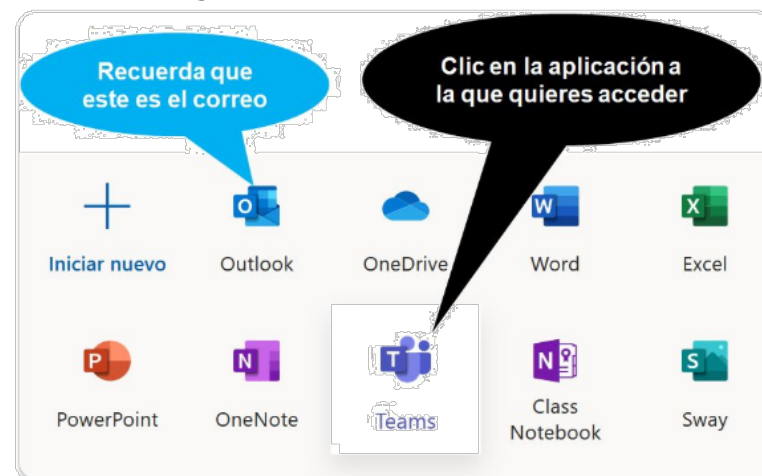 Recuerda que
este es el correo
Clic en la aplicación a
la que quieres acceder
Iniciar nuevo
Outlook
OneDrive
Word
Excel
PowerPoint
OneNote
Teams
Class
Notebook
Sway